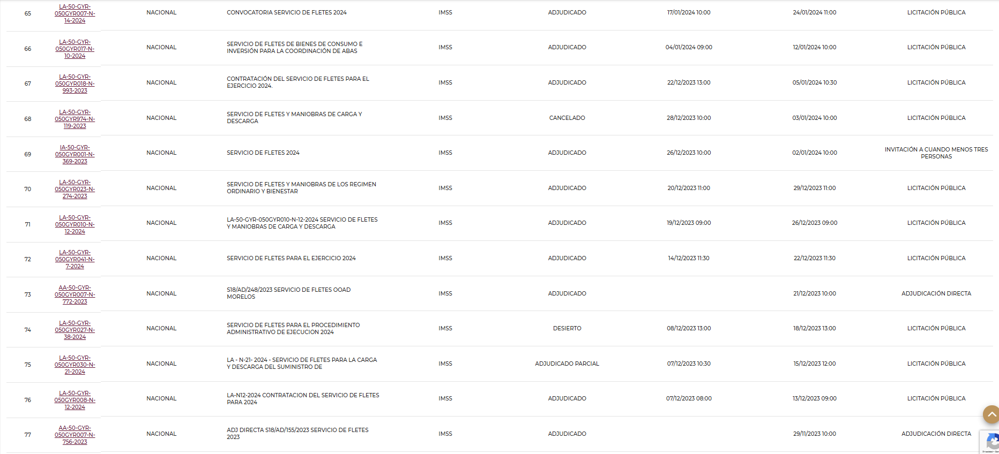 65
LA-50-GYR-
050GYR007-N-
14-2024
NACIONAL
CONVOCATORIA SERVICIO DE FLETES 2024
IMSS
ADJUDICADO
17/01/2024 10:00
24/01/2024 11:00
LICITACIÓN PÚBLICA
66
LA-50-GYR-
050GYR017-N-
10-2024
NACIONAL
SERVICIO DE FLETES DE BIENES DE CONSUMO E
INVERSIÓN PARA LA COORDINACIÓN DE ABAS
IMSS
ADJUDICADO
04/01/2024 09:00
12/01/2024 10:00
LICITACIÓN PÚBLICA
67
LA-50-GYR-
050GYR018-N-
993-2023
NACIONAL
CONTRATACIÓN DEL SERVICIO DE FLETES PARA EL
EJERCICIO 2024.
IMSS
ADJUDICADO
22/12/2023 13:00
05/01/2024 10:30
LICITACIÓN PÚBLICA
68
LA-50-GYR-
050GYR974-N-
119-2023
NACIONAL
SERVICIO DE FLETES Y MANIOBRAS DE CARGA Y
DESCARGA
IMSS
CANCELADO
28/12/2023 10:00
03/01/2024 10:00
LICITACIÓN PÚBLICA
69
IA-50-GYR-
050GYR001-N-
369-2023
NACIONAL
SERVICIO DE FLETES 2024
IMSS
ADJUDICADO
26/12/2023 10:00
02/01/2024 10:00
INVITACIÓN A CUANDO MENOS TRES
PERSONAS
70
LA-50-GYR-
050GYR023-N-
274-2023
NACIONAL
SERVICIO DE FLETES Y MANIOBRAS DE LOS REGIMEN
ORDINARIO Y BIENESTAR
IMSS
ADJUDICADO
20/12/2023 11:00
29/12/2023 11:00
LICITACIÓN PÚBLICA
71
LA-50-GYR-
050GYR010-N-
12-2024
NACIONAL
LA-50-GYR-050GYR010-N-12-2024 SERVICIO DE FLETES
Y MANIOBRAS DE CARGA Y DESCARGA
IMSS
ADJUDICADO
19/12/2023 09:00
26/12/2023 09:00
LICITACIÓN PÚBLICA
72
LA-50-GYR-
050GYR041-N-
7-2024
NACIONAL
SERVICIO DE FLETES PARA EL EJERCICIO 2024
IMSS
ADJUDICADO
14/12/2023 11:30
22/12/2023 11:30
LICITACIÓN PÚBLICA
73
AA-50-GYR-
050GYR007-N-
772-2023
NACIONAL
S18/AD/248/2023 SERVICIO DE FLETES OOAD
MORELOS
IMSS
ADJUDICADO
21/12/2023 10:00
ADJUDICACIÓN DIRECTA
74
LA-50-GYR-
050GYR027-N-
38-2024
NACIONAL
SERVICIO DE FLETES PARA EL PROCEDIMIENTO
ADMINISTRATIVO DE EJECUCION 2024
IMSS
DESIERTO
08/12/2023 13:00
18/12/2023 13:00
LICITACIÓN PÚBLICA
75
LA-50-GYR-
050GYR030-N-
21-2024
NACIONAL
LA - N-21- 2024 - SERVICIO DE FLETES PARA LA CARGA
Y DESCARGA DEL SUMINISTRO DE
IMSS
ADJUDICADO PARCIAL
07/12/2023 10:30
15/12/2023 12:00
LICITACIÓN PÚBLICA
76
LA-50-GYR-
050GYR008-N-
12-2024
NACIONAL
LA-N12-2024 CONTRATACION DEL SERVICIO DE FLETES
PARA 2024
IMSS
ADJUDICADO
07/12/2023 08:00
13/12/2023 09:00
LICITACIÓN PÚBLICA
77
AA-50-GYR-
050GYR007-N-
756-2023
NACIONAL
ADJ DIRECTA S18/AD/155/2023 SERVICIO DE FLETES
2023
IMSS
ADJUDICADO
29/11/2023 10:00
ADJUDICACIÓN DIRECTA